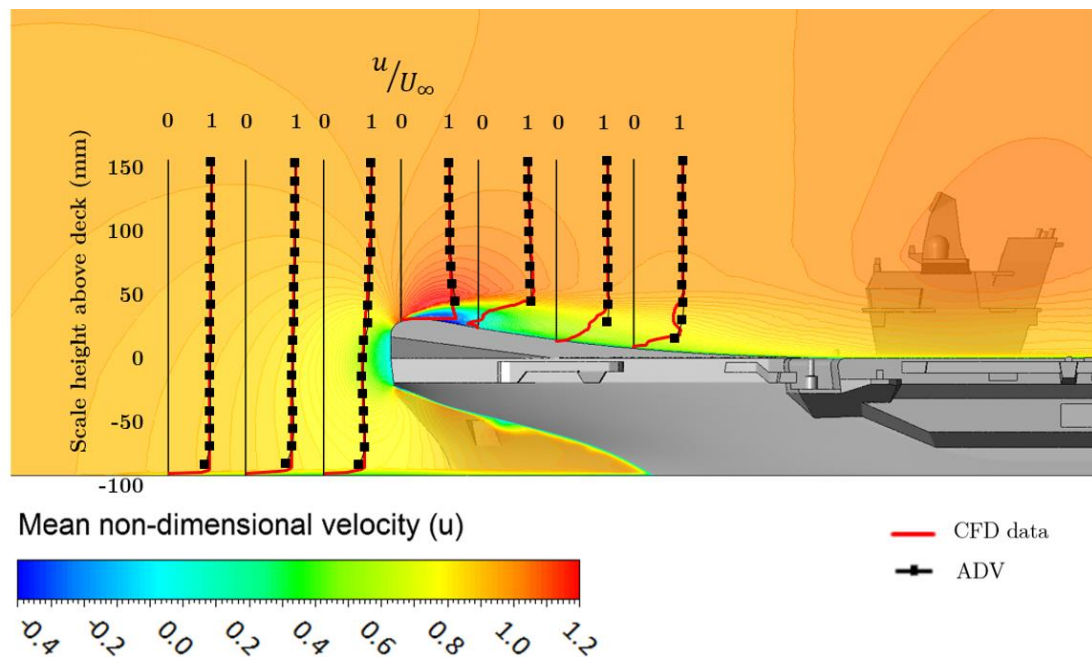 u/U∞
0 1 0 1 0 1 0 1 0 1 0 1 0 1
Scale height above deck (mm)
150
100
50
0
-50
-100
Mean non-dimensional velocity (u)
-0.4 -0.2 0.0 0.2 0.4 0.6 0.8 1.0 1.2
CFD data
ADV